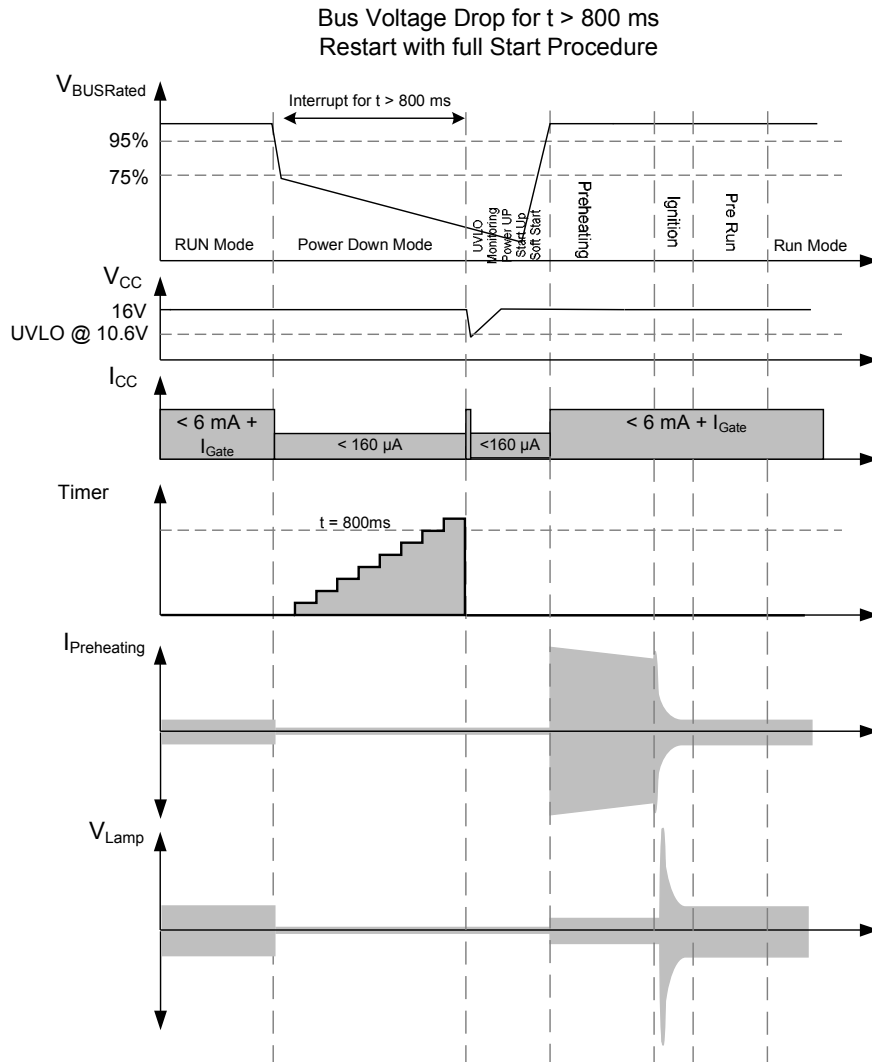 Bus Voltage Drop for t > 800 ms
Restart with full Start Procedure
VBUSRated
Interrupt for t > 800 ms
95%
75%
RUN Mode
Power Down Mode
UVLO
Monitoring
Power UP
Start Up
Soft Start
Preheating
Ignition
Pre Run
Run Mode
VCC
16V
UVLO @ 10.6V
ICC
< 6 mA +
IGate
< 160 µA
<160 µA
< 6 mA + IGate
Timer
t = 800ms
IPreheating
VLamp